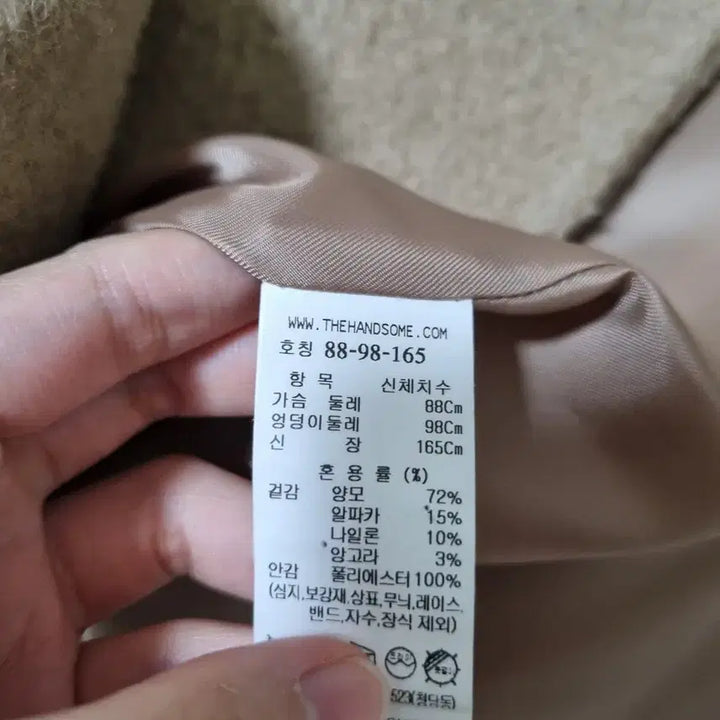 WWW.THEHANDSOME.COM
호칭 88-98-165
항 목 신체치수
가슴 둘레 88Cm
엉덩이둘레 98Cm
신 장 165Cm
혼 용 률 (%)
겉감 양모 72%
알파카 15%
나일론 10%
앙고라 3%
안감 폴리에스터 100%
(심지,보강재,상표,무늬,레이스,
밴드,자수,장식 제외)
523(청담동)